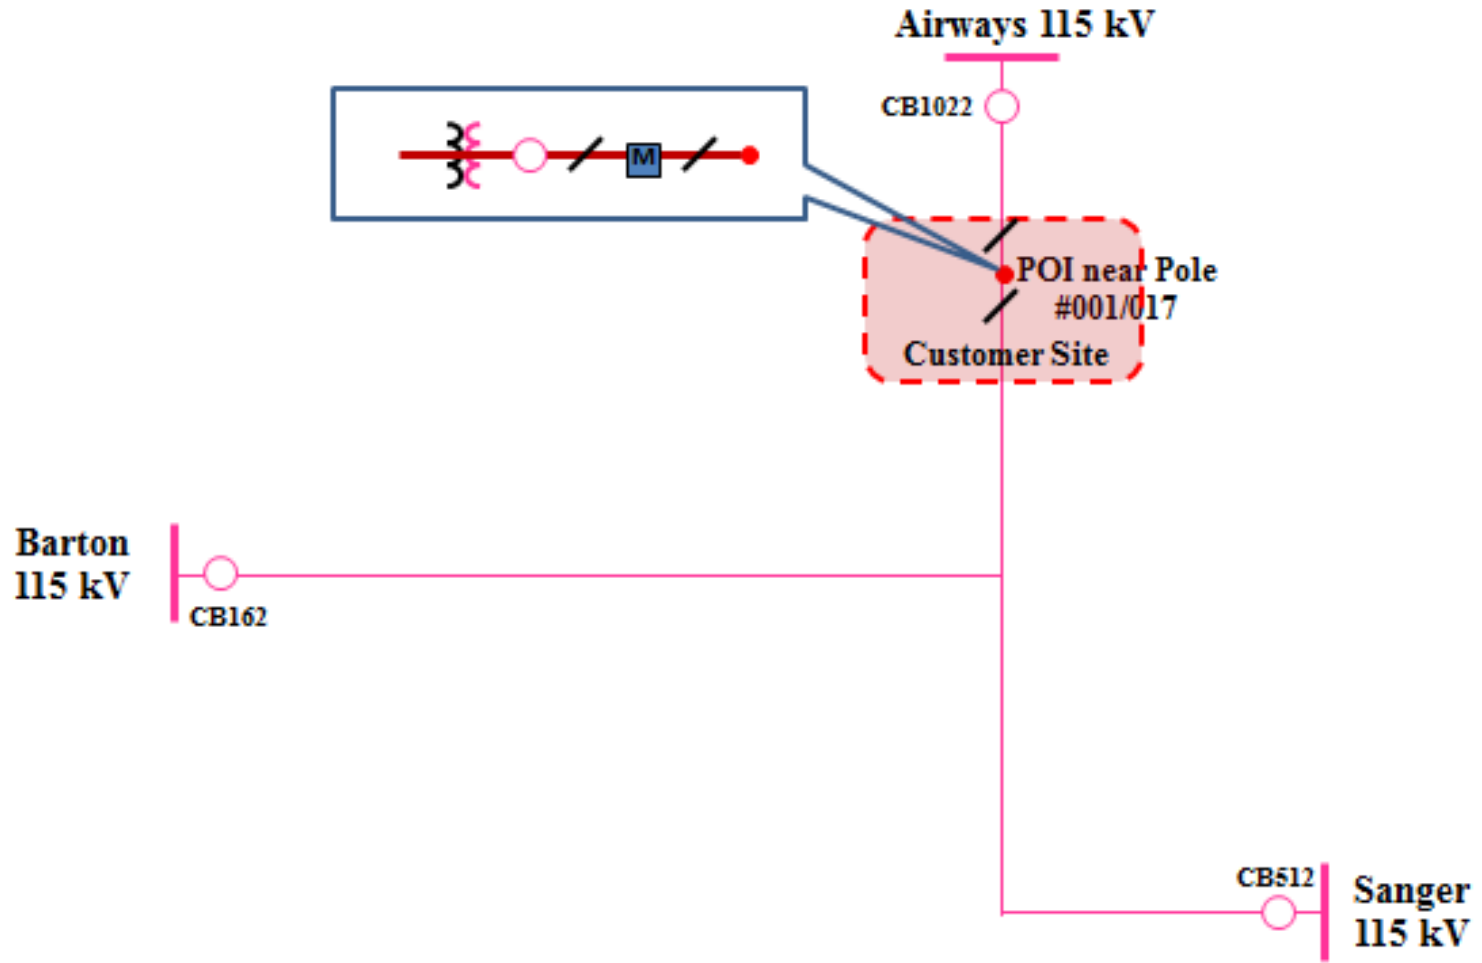 Airways 115 kV
CB1022
M
POI near Pole
#001/017
Customer Site
Barton
115 kV
CB162
CB512
Sanger
115 kV